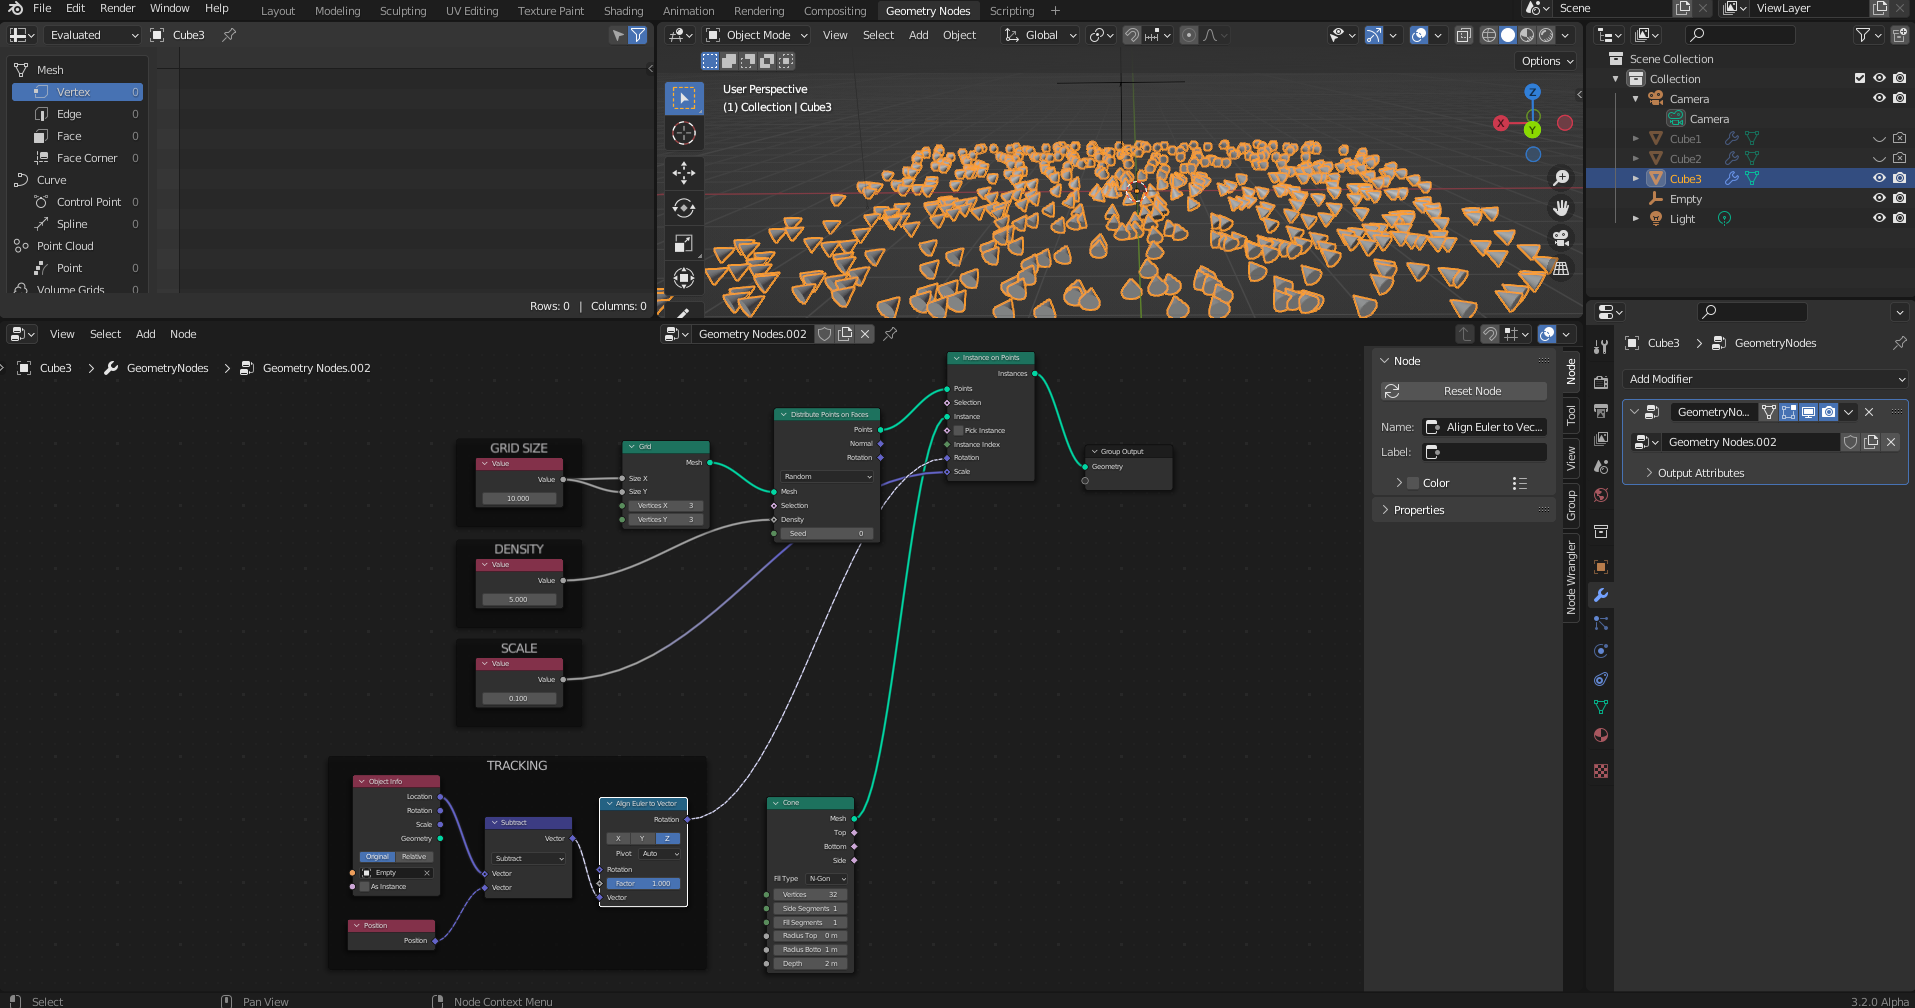 File Edit Render Window Help
Layout Modeling Sculpting UV Editing Texture Paint Shading Animation Rendering Compositing Geometry Nodes Scripting +
Scene
ViewLayer
Evaluated
Cube3
Mesh
Vertex 0
Edge 0
Face 0
Face Corner 0
Curve
Control Point 0
Spline 0
Point Cloud
Point 0
Volume Grids
Rows: 0 | Columns: 0
Object Mode View Select Add Object
Global
Options
User Perspective
(1) Collection | Cube3
Z
X
Y
Scene Collection
Collection
Camera
Camera
Cube1
Cube2
Cube3
Empty
Light
View Select Add Node
Geometry Nodes.002
Cube3 > GeometryNodes > Geometry Nodes.002
GRID SIZE
Value
Value
10.000
DENSITY
Value
Value
5.000
SCALE
Value
Value
0.100
Grid
Mesh
Size X
Size Y
Vertices X 3
Vertices Y 3
Distribute Points on Faces
Points
Normal
Rotation
Random
Mesh
Selection
Density
Seed 0
Instance on Points
Instances
Points
Selection
Instance
Pick Instance
Instance Index
Rotation
Scale
Group Output
Geometry
TRACKING
Object Info
Location
Rotation
Scale
Geometry
Original Relative
Empty
As Instance
Position
Position
Subtract
Vector
Subtract
Vector
Vector
Align Euler to Vector
Rotation
X Y Z
Pivot Auto
Rotation
Factor 1.000
Vector
Cone
Mesh
Top
Bottom
Side
Fill Type N-Gon
Vertices 32
Side Segments 1
Fill Segments 1
Radius Top 0 m
Radius Botto 1 m
Depth 2 m
Node
Reset Node
Name: Align Euler to Vec...
Label:
Color
Properties
Node
Tool
View
Group
Node Wrangler
Cube3 > GeometryNodes
Add Modifier
GeometryNo...
Geometry Nodes.002
Output Attributes
Select
Pan View
Node Context Menu
3.2.0 Alpha